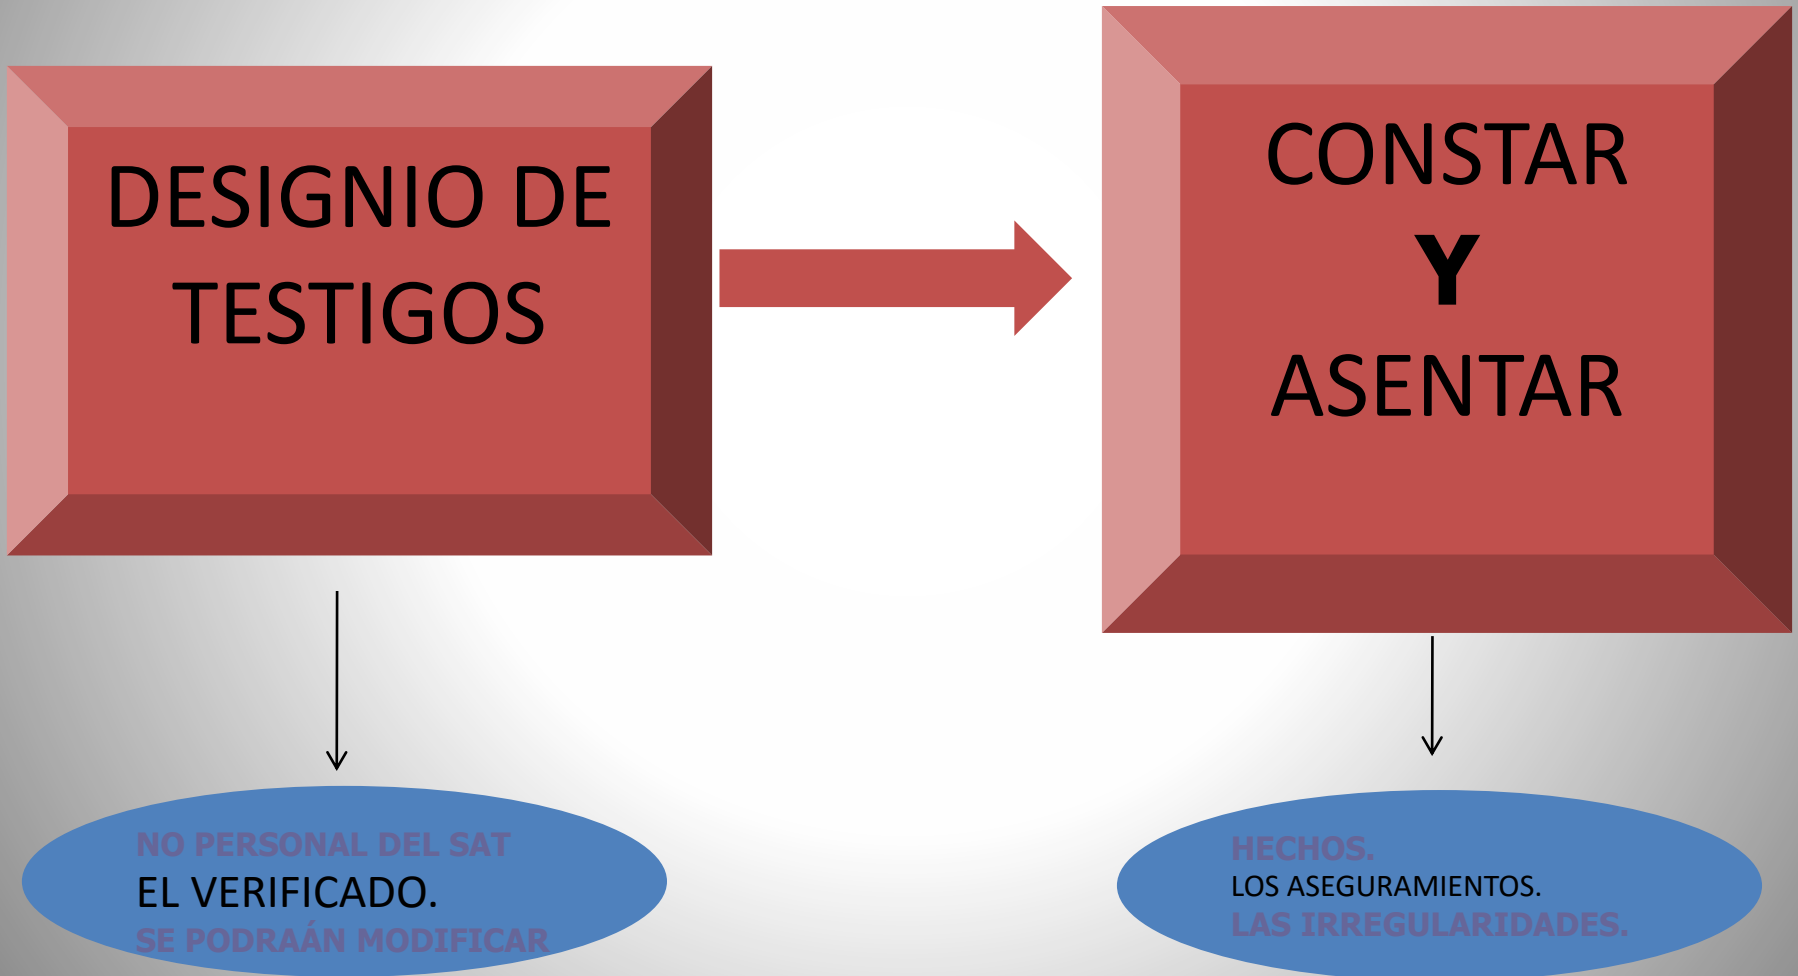 DESIGNIO DE
TESTIGOS
CONSTAR
Y
ASENTAR
NO PERSONAL DEL SAT
EL VERIFICADO.
SE PODRAÁN MODIFICAR
HECHOS.
LOS ASEGURAMIENTOS.
LAS IRREGULARIDADES.